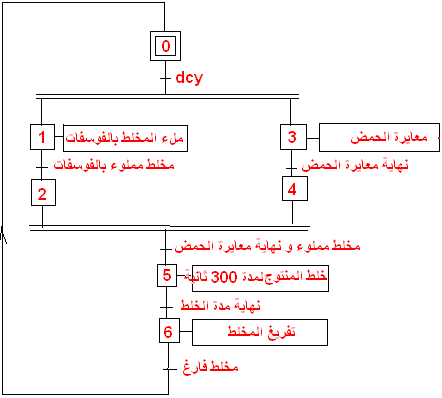 0
dcy
1
ملء المخلط بالفوسفات
3
معايرة الحمض
مخلط مملوء بالفوسفات
نهاية معايرة الحمض
2
4
مخلط مملوء و نهاية معايرة الحمض
5
خلط المنتوج لمدة 300 ثانية
نهاية مدة الخلط
6
تفريغ المخلط
مخلط فارغ